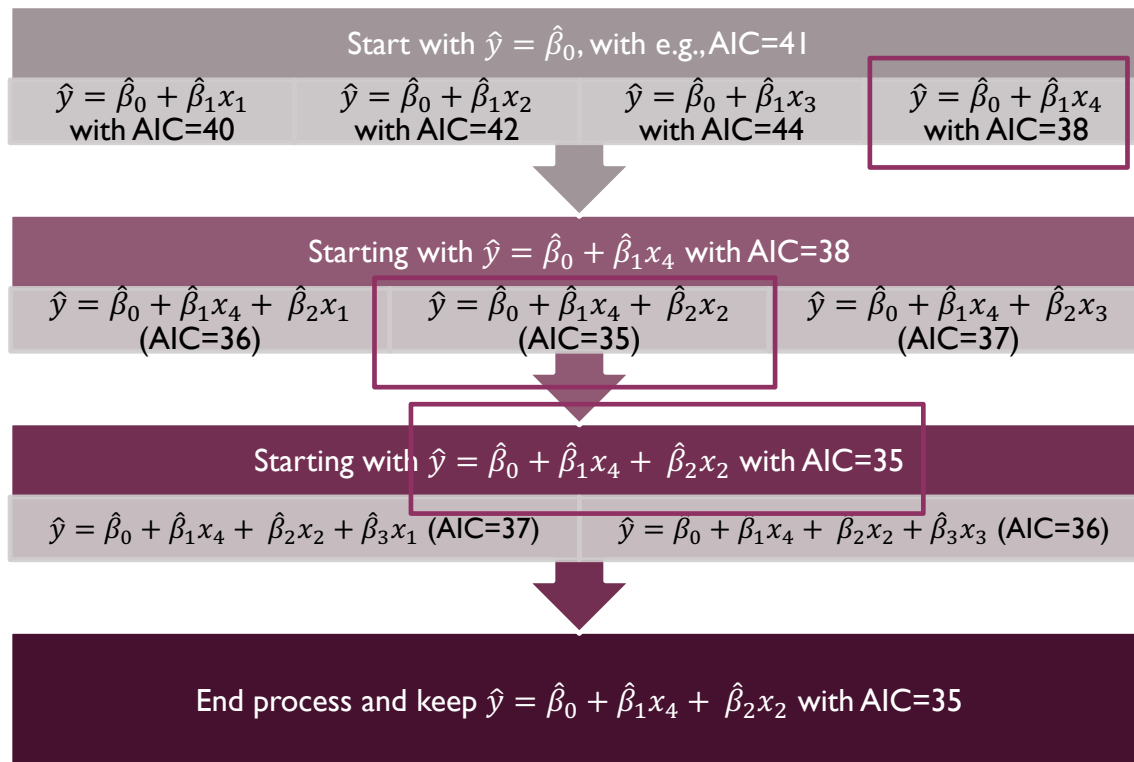 Start with ŷ = β̂₀, with e.g., AIC=41
ŷ = β̂₀ + β̂₁x₁
with AIC=40
ŷ = β̂₀ + β̂₁x₂
with AIC=42
ŷ = β̂₀ + β̂₁x₃
with AIC=44
ŷ = β̂₀ + β̂₁x₄
with AIC=38
Starting with ŷ = β̂₀ + β̂₁x₄ with AIC=38
ŷ = β̂₀ + β̂₁x₄ + β̂₂x₁
(AIC=36)
ŷ = β̂₀ + β̂₁x₄ + β̂₂x₂
(AIC=35)
ŷ = β̂₀ + β̂₁x₄ + β̂₂x₃
(AIC=37)
Starting with ŷ = β̂₀ + β̂₁x₄ + β̂₂x₂ with AIC=35
ŷ = β̂₀ + β̂₁x₄ + β̂₂x₂ + β̂₃x₁ (AIC=37)
ŷ = β̂₀ + β̂₁x₄ + β̂₂x₂ + β̂₃x₃ (AIC=36)
End process and keep ŷ = β̂₀ + β̂₁x₄ + β̂₂x₂ with AIC=35